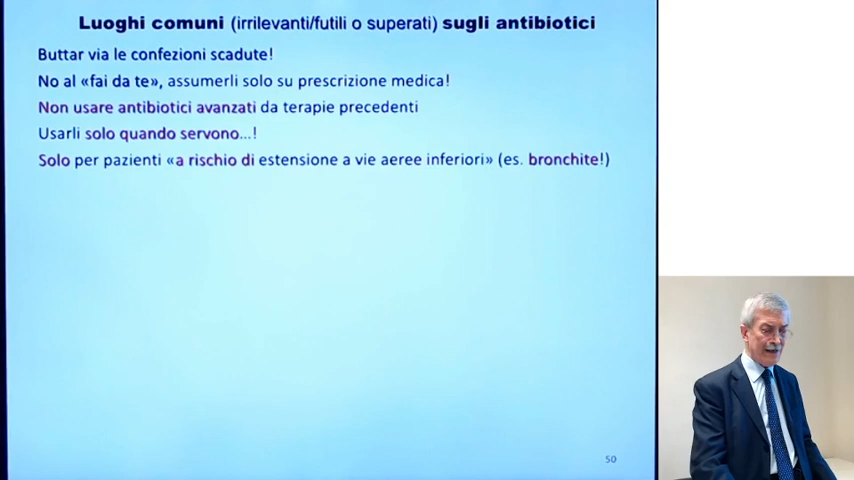 Luoghi comuni (irrilevanti/futili o superati) sugli antibiotici
Buttar via le confezioni scadute!
No al «fai da te», assumerli solo su prescrizione medica!
Non usare antibiotici avanzati da terapie precedenti
Usarli solo quando servono...!
Solo per pazienti «a rischio di estensione a vie aeree inferiori» (es. bronchite!)
50